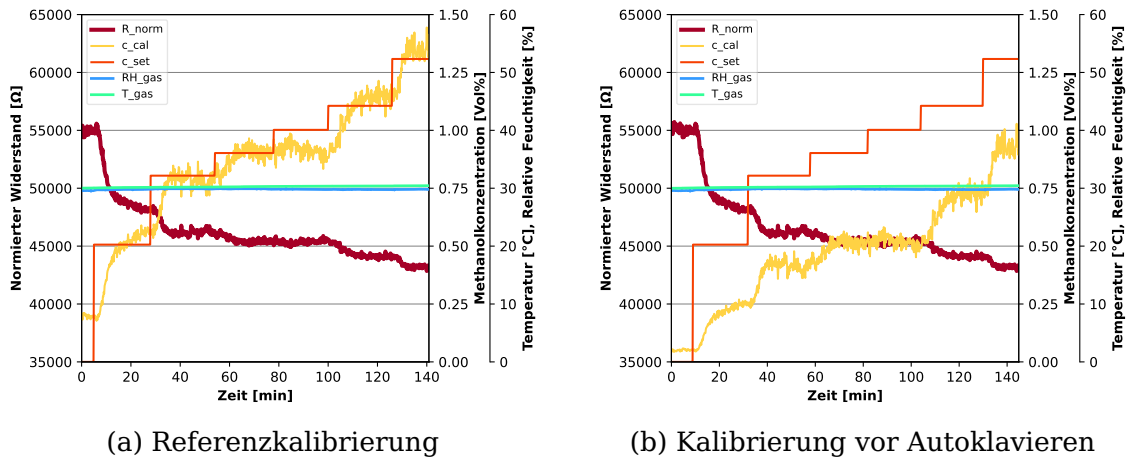 65000
60000
55000
50000
45000
40000
35000
Normierter Widerstand [Ω]
R_norm
c_cal
c_set
RH_gas
T_gas
0 20 40 60 80 100 120 140
Zeit [min]
1.50
1.25
1.00
0.75
0.50
0.25
0.00
Methanolkonzentration [Vol%]
60
50
40
30
20
10
0
Temperatur [°C], Relative Feuchtigkeit [%]
(a) Referenzkalibrierung
65000
60000
55000
50000
45000
40000
35000
Normierter Widerstand [Ω]
R_norm
c_cal
c_set
RH_gas
T_gas
0 20 40 60 80 100 120 140
Zeit [min]
1.50
1.25
1.00
0.75
0.50
0.25
0.00
Methanolkonzentration [Vol%]
60
50
40
30
20
10
0
Temperatur [°C], Relative Feuchtigkeit [%]
(b) Kalibrierung vor Autoklavieren